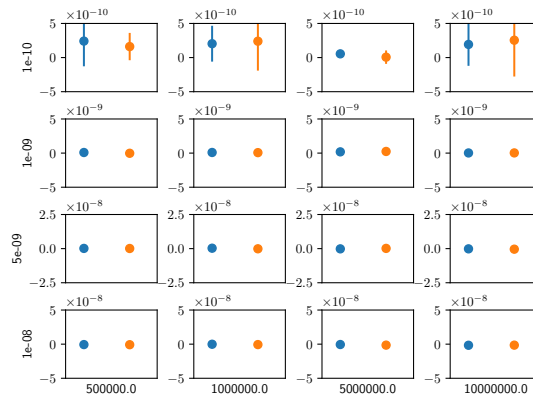 ×10⁻¹⁰ ×10⁻¹⁰ ×10⁻¹⁰ ×10⁻¹⁰
5 5 5 5
1e-10 0 0 0 0
−5 −5 −5 −5
×10⁻⁹ ×10⁻⁹ ×10⁻⁹ ×10⁻⁹
5 5 5 5
1e-09 0 0 0 0
−5 −5 −5 −5
×10⁻⁸ ×10⁻⁸ ×10⁻⁸ ×10⁻⁸
2.5 2.5 2.5 2.5
5e-09 0.0 0.0 0.0 0.0
−2.5 −2.5 −2.5 −2.5
×10⁻⁸ ×10⁻⁸ ×10⁻⁸ ×10⁻⁸
5 5 5 5
1e-08 0 0 0 0
−5 −5 −5 −5
500000.0 1000000.0 5000000.0 10000000.0